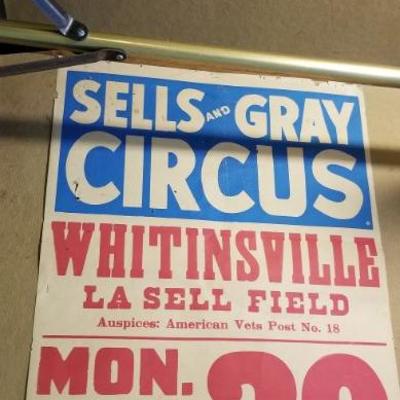 SELLS AND GRAY
CIRCUS
WHITINSVILLE
LA SELL FIELD
Auspices: American Vets Post No. 18
MON.